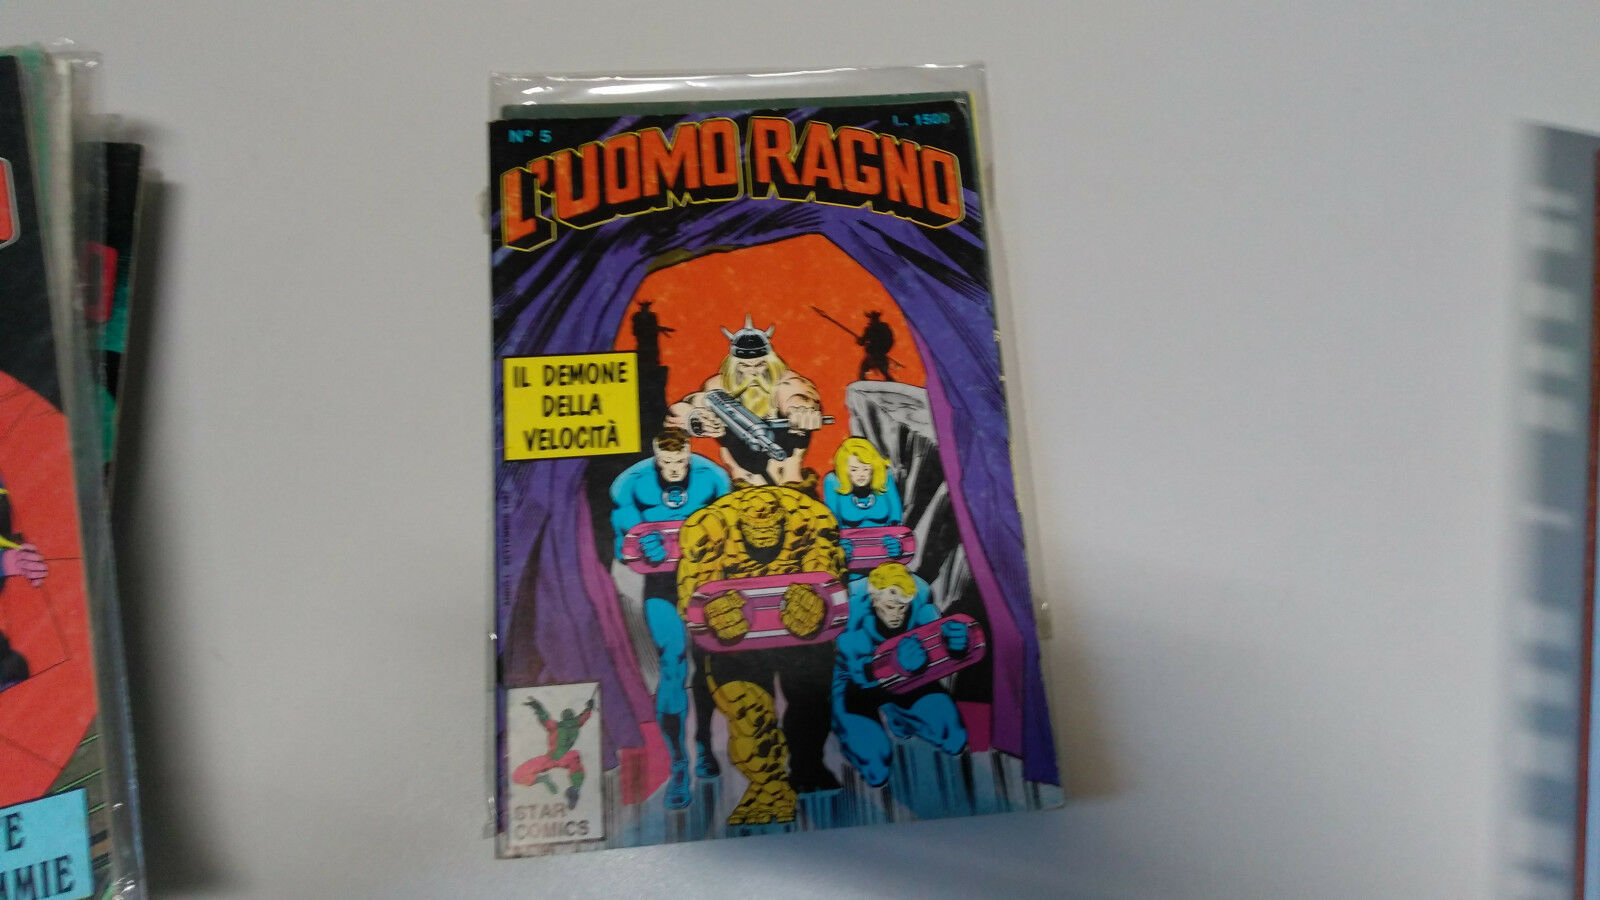 N° 5
L. 1500
L'UOMO RAGNO
IL DEMONE
DELLA
VELOCITÀ
STAR
COMICS